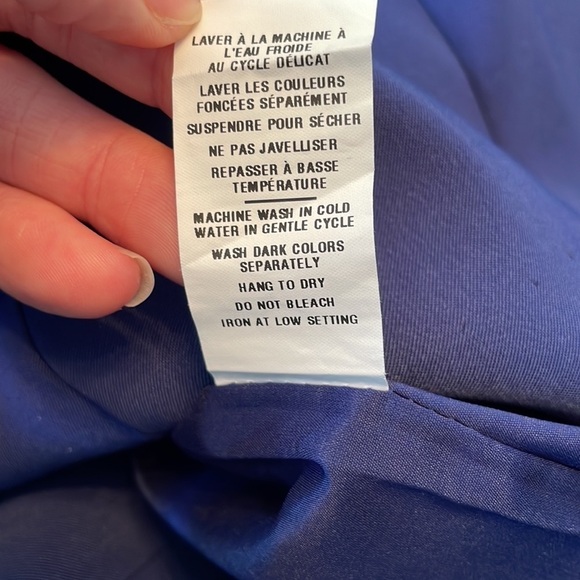 LAVER À LA MACHINE À
L'EAU FROIDE
AU CYCLE DÉLICAT
LAVER LES COULEURS
FONCÉES SÉPARÉMENT
SUSPENDRE POUR SÉCHER
NE PAS JAVELLISER
REPASSER À BASSE
TEMPÉRATURE
MACHINE WASH IN COLD
WATER IN GENTLE CYCLE
WASH DARK COLORS
SEPARATELY
HANG TO DRY
DO NOT BLEACH
IRON AT LOW SETTING